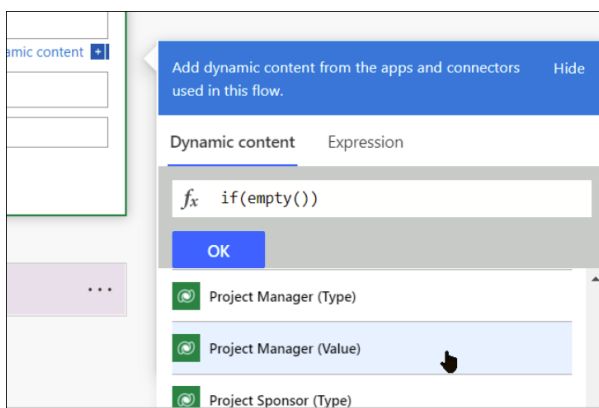 amic content
Add dynamic content from the apps and connectors
used in this flow.
Hide
Dynamic content
Expression
fx if(empty())
OK
Project Manager (Type)
Project Manager (Value)
Project Sponsor (Type)